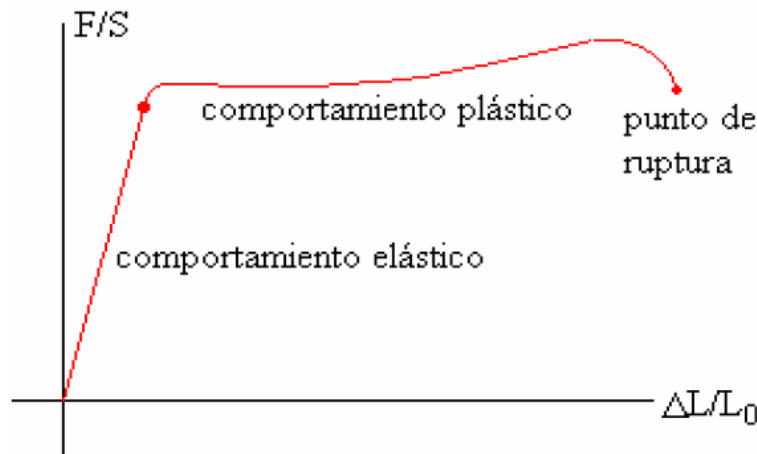 F/S
comportamiento plástico
punto de
ruptura
comportamiento elástico
ΔL/L₀